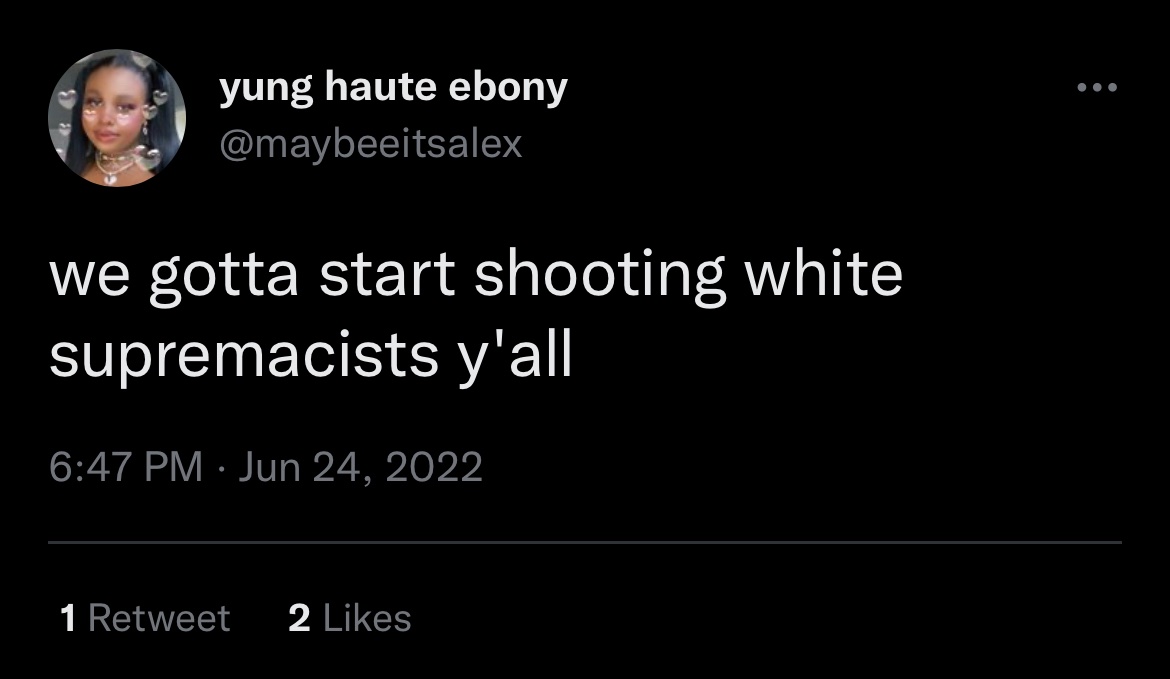 yung haute ebony
@maybeeitsalex
we gotta start shooting white
supremacists y'all
6:47 PM · Jun 24, 2022
1 Retweet 2 Likes